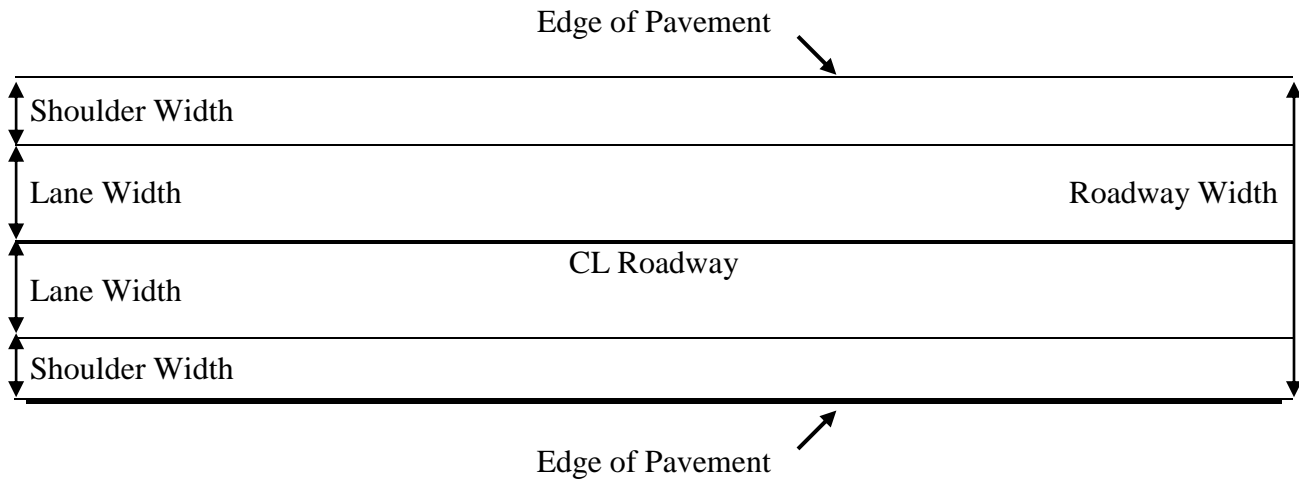 Edge of Pavement
Shoulder Width
Lane Width
Roadway Width
CL Roadway
Lane Width
Shoulder Width
Edge of Pavement